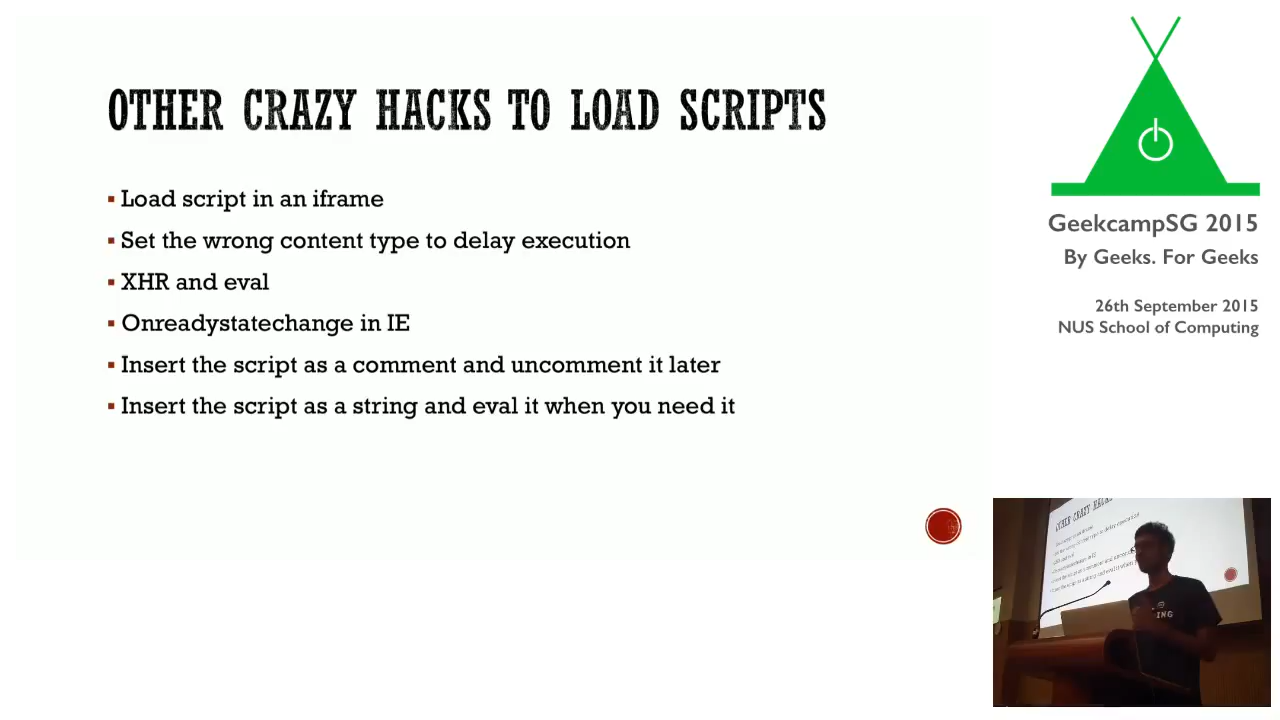 OTHER CRAZY HACKS TO LOAD SCRIPTS
Load script in an iframe
Set the wrong content type to delay execution
XHR and eval
Onreadystatechange in IE
Insert the script as a comment and uncomment it later
Insert the script as a string and eval it when you need it
GeekcampSG 2015
By Geeks. For Geeks
26th September 2015
NUS School of Computing